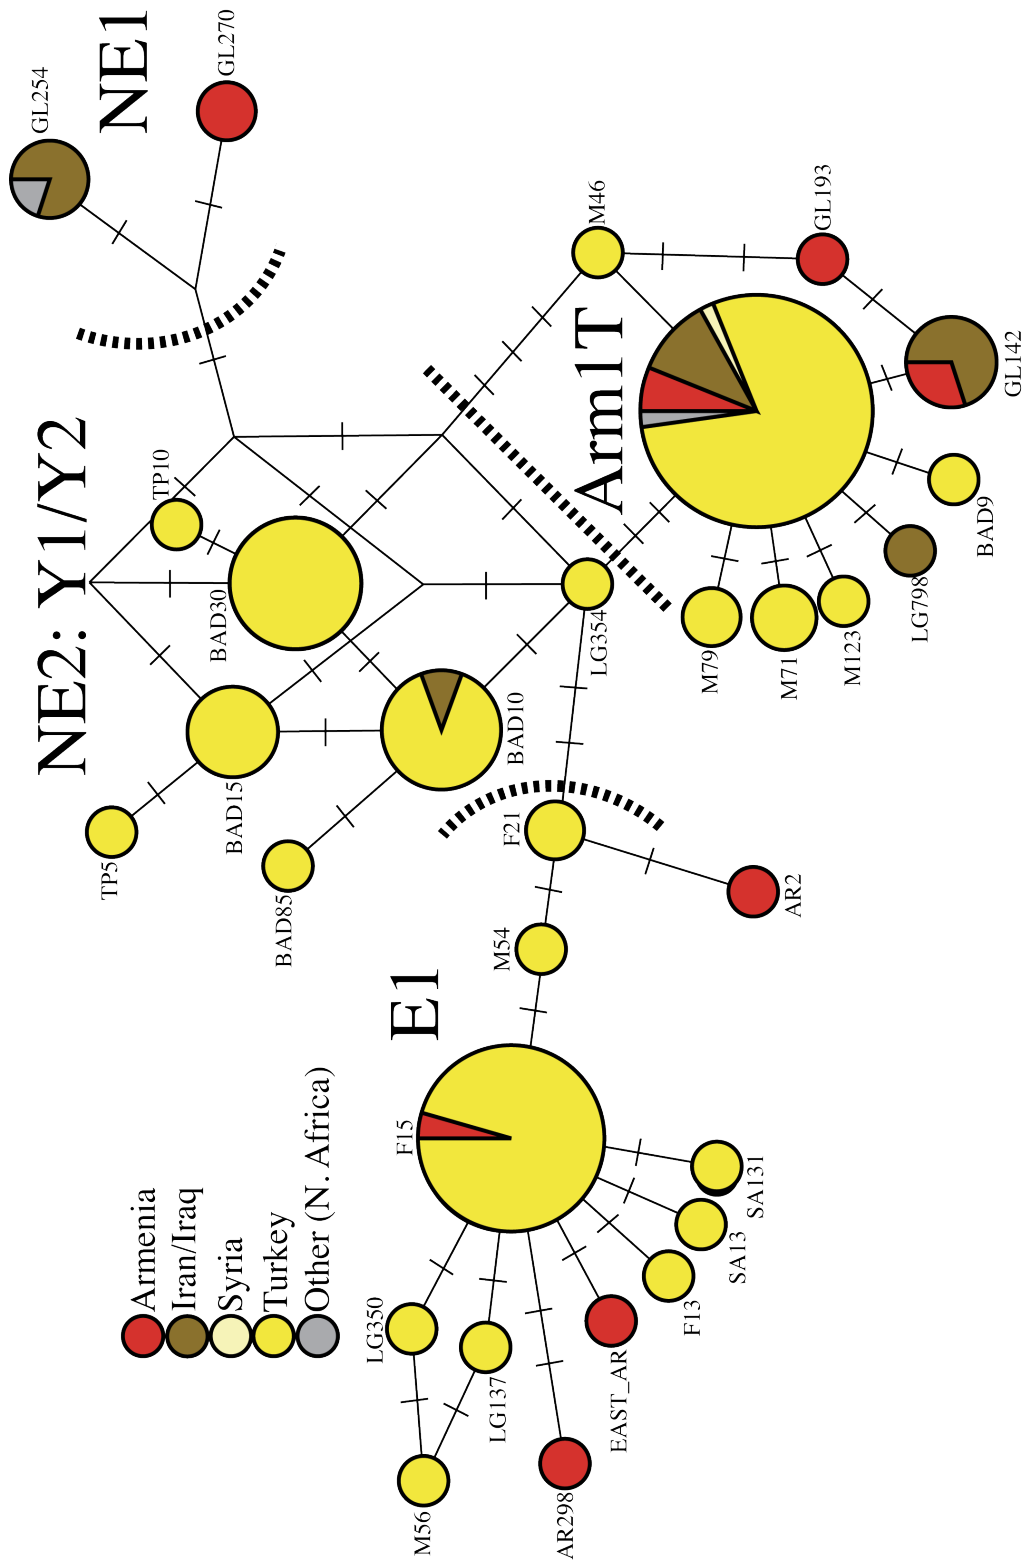 Armenia
Iran/Iraq
Syria
Turkey
Other (N. Africa)
NE1
GL254
GL270
NE2: Y1/Y2
TP10
BAD30
BAD15
TP5
BAD85
BAD10
LG354
Arm1T
M46
GL193
GL142
BAD9
LG798
M123
M71
M79
E1
F21
AR2
M54
F15
LG350
LG137
M56
AR298
EAST_AR
F13
SA13
SA131